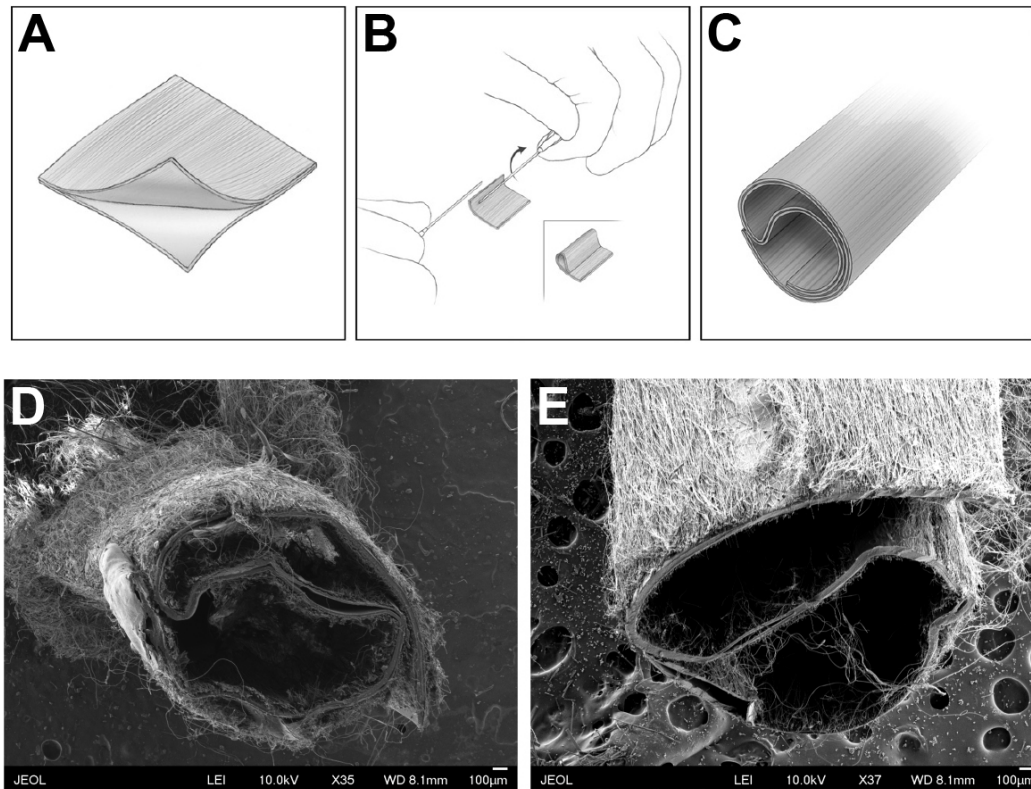 A
B
C
D
E
JEOL LEI 10.0kV X35 WD 8.1mm 100μm
JEOL LEI 10.0kV X37 WD 8.1mm 100μm